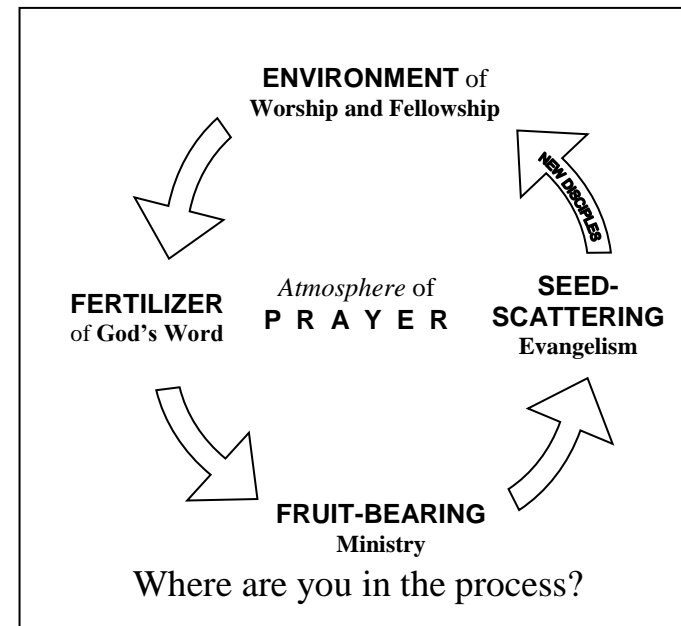 ENVIRONMENT of
Worship and Fellowship
NEW DISCIPLES
FERTILIZER
of God’s Word
Atmosphere of
P R A Y E R
SEED-
SCATTERING
Evangelism
FRUIT-BEARING
Ministry
Where are you in the process?